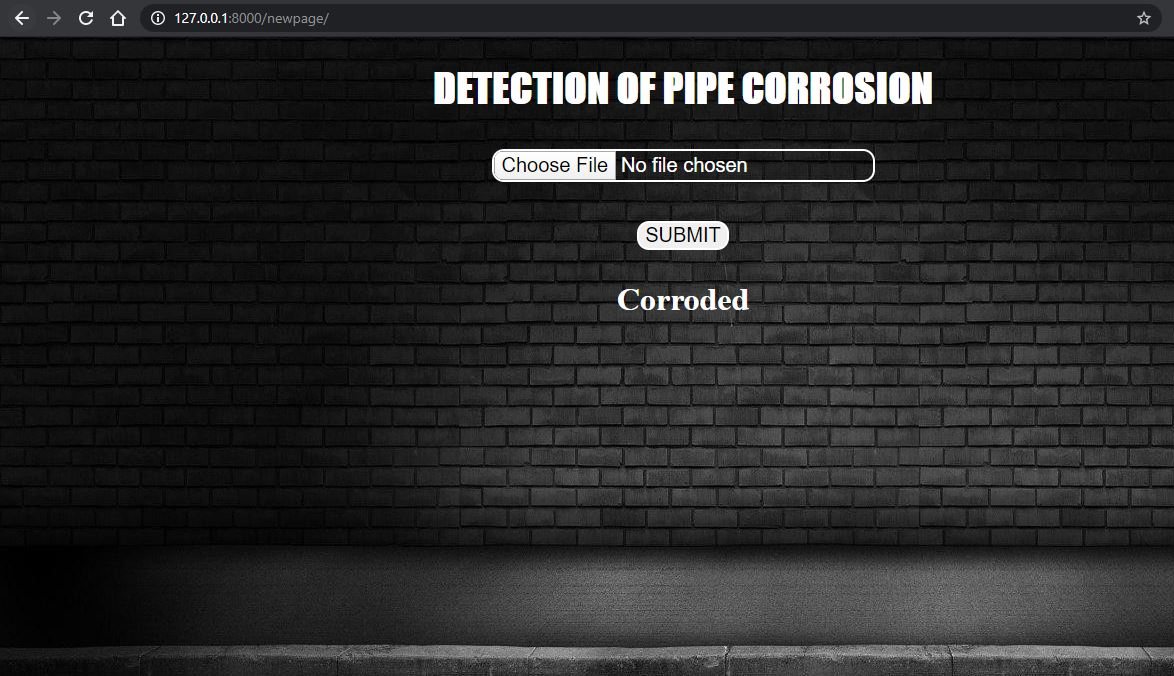 127.0.0.1:8000/newpage/
DETECTION OF PIPE CORROSION
Choose File No file chosen
SUBMIT
Corroded